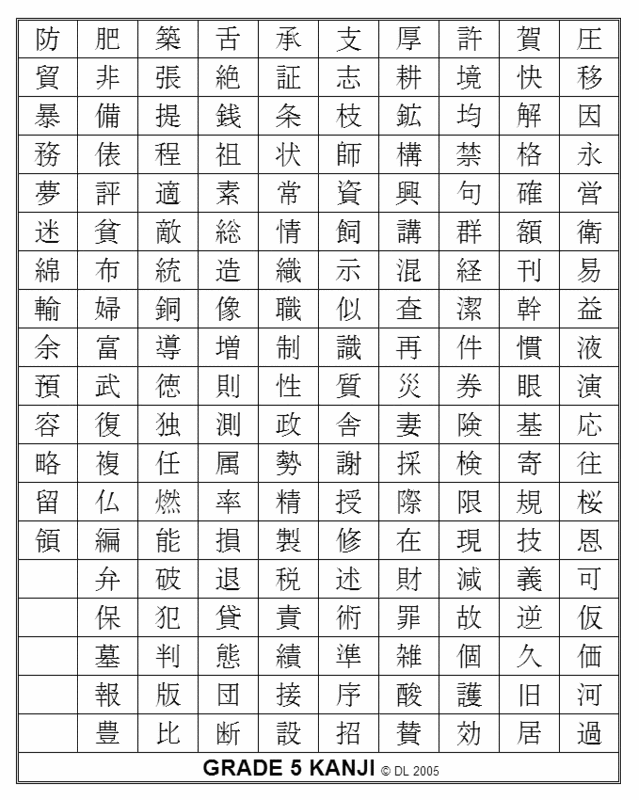 圧移因永営衛易益液演応往桜恩可仮価河過
賀快解格確額刊幹慣眼基寄規技義逆久旧居
許境均禁句群経潔件券険検限現減故個護効
厚耕鉱構興講混査再災妻採際在財罪雑酸賛
支志枝師資飼示似識質舎謝授修述術準序招
承証条状常情織職制性政勢精製税責績接設
舌絶銭祖素総造像増則測属率損退貸態団断
築張提程適敵統銅導徳独任燃能破犯判版比
肥非備俵評貧布婦富武復複仏編弁保墓報豊
防貿暴務夢迷綿輸余預容略留領
GRADE 5 KANJI © DL 2005